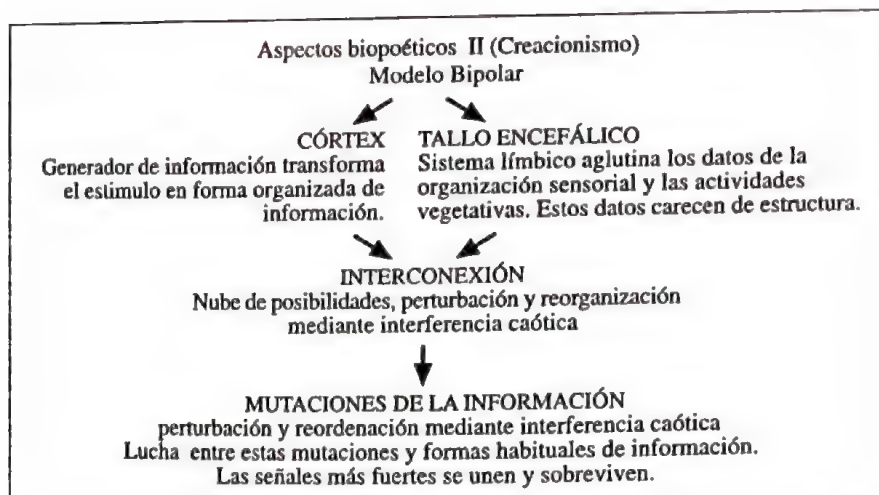 Aspectos biopoéticos II (Creacionismo)
Modelo Bipolar
CÓRTEX
Generador de información transforma
el estimulo en forma organizada de
información.
TALLO ENCEFÁLICO
Sistema límbico aglutina los datos de la
organización sensorial y las actividades
vegetativas. Estos datos carecen de estructura.
INTERCONEXIÓN
Nube de posibilidades, perturbación y reorganización
mediante interferencia caótica
MUTACIONES DE LA INFORMACIÓN
perturbación y reordenación mediante interferencia caótica
Lucha entre estas mutaciones y formas habituales de información.
Las señales más fuertes se unen y sobreviven.